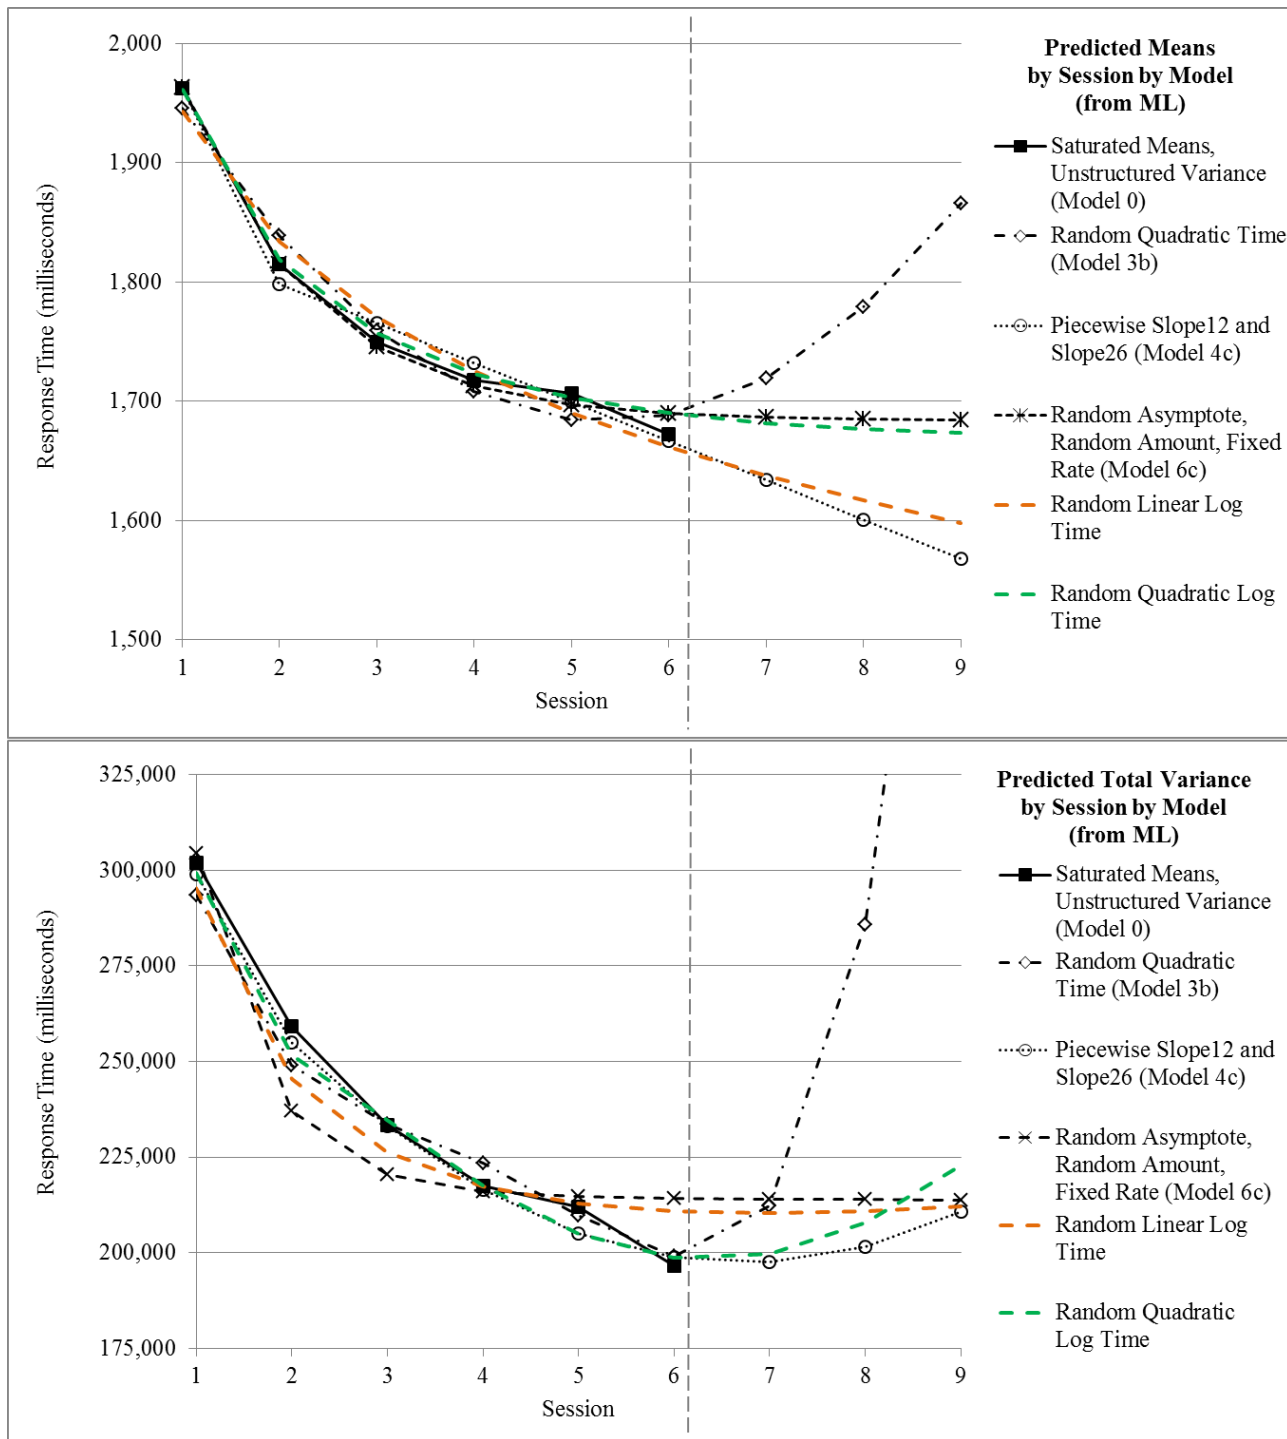 Predicted Means
by Session by Model
(from ML)
2,000
1,900
1,800
1,700
1,600
1,500
Response Time (milliseconds)
1 2 3 4 5 6 7 8 9
Session
Saturated Means,
Unstructured Variance
(Model 0)
Random Quadratic Time
(Model 3b)
Piecewise Slope12 and
Slope26 (Model 4c)
Random Asymptote,
Random Amount, Fixed
Rate (Model 6c)
Random Linear Log
Time
Random Quadratic Log
Time
Predicted Total Variance
by Session by Model
(from ML)
325,000
300,000
275,000
250,000
225,000
200,000
175,000
Response Time (milliseconds)
1 2 3 4 5 6 7 8 9
Session
Saturated Means,
Unstructured Variance
(Model 0)
Random Quadratic
Time (Model 3b)
Piecewise Slope12 and
Slope26 (Model 4c)
Random Asymptote,
Random Amount,
Fixed Rate (Model 6c)
Random Linear Log
Time
Random Quadratic
Log Time